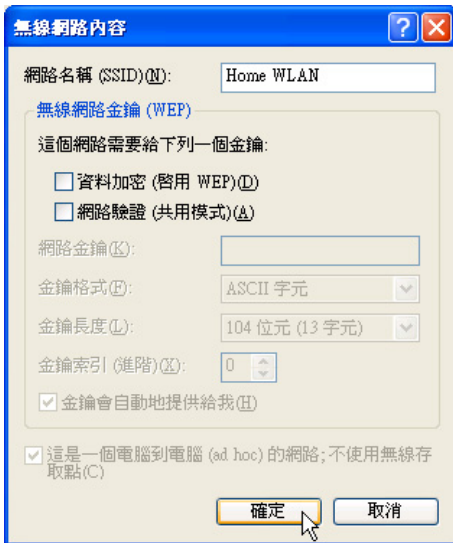 無線網路內容
網路名稱 (SSID)(N): Home WLAN
無線網路金鑰 (WEP)
這個網路需要給下列一個金鑰:
資料加密 (啓用 WEP)(D)
網路驗證 (共用模式)(A)
網路金鑰(K):
金鑰格式(F): ASCII 字元
金鑰長度(L): 104 位元 (13 字元)
金鑰索引 (進階)(X): 0
金鑰會自動地提供給我(H)
這是一個電腦到電腦 (ad hoc) 的網路; 不使用無線存
取點(C)
確定 取消